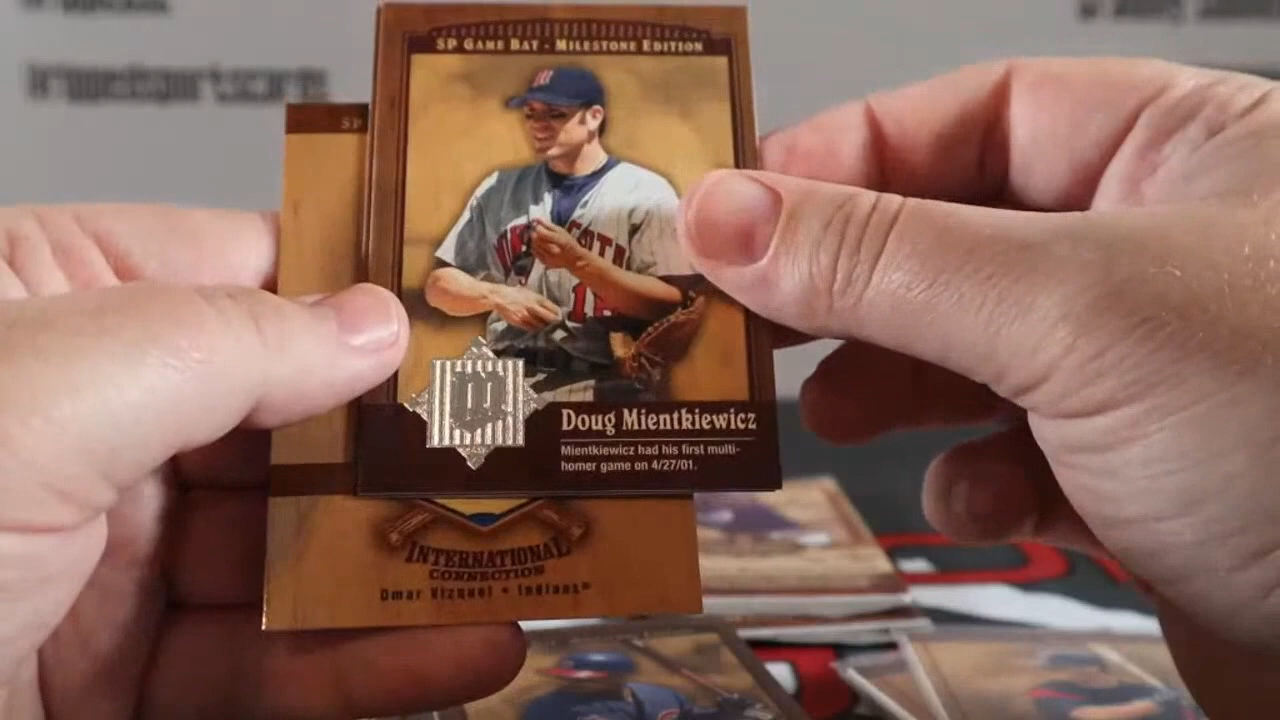 SP GAME BAT - MILESTONE EDITION
SP
Doug Mientkiewicz
Mientkiewicz had his first multi-
homer game on 4/27/01.
INTERNATIONAL
CONNECTION
Omar Vizquel • Indians®